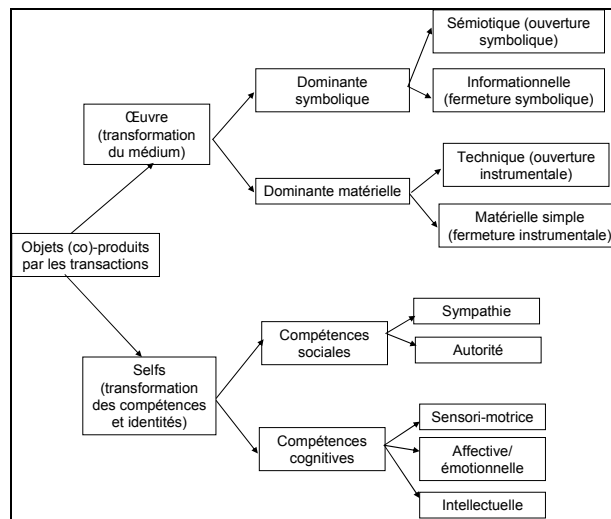 Sémiotique (ouverture
symbolique)
Dominante
symbolique
Informationnelle
(fermeture symbolique)
Œuvre
(transformation
du médium)
Technique (ouverture
instrumentale)
Dominante matérielle
Matérielle simple
(fermeture instrumentale)
Objets (co)-produits
par les transactions
Sympathie
Compétences
sociales
Autorité
Selfs
(transformation
des compétences
et identités)
Sensori-motrice
Compétences
cognitives
Affective/
émotionnelle
Intellectuelle